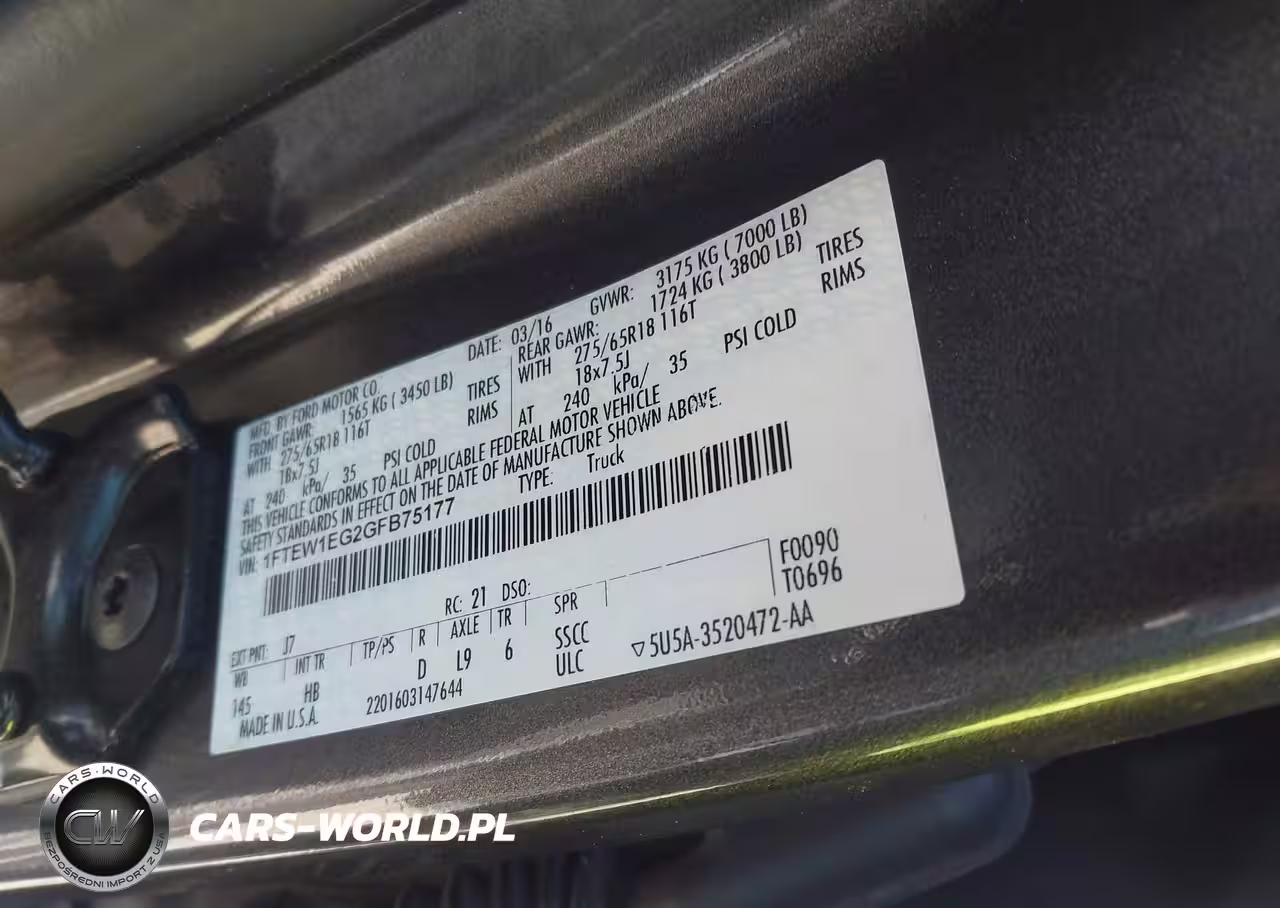 MFD. BY FORD MOTOR CO. DATE: 03/16 GVWR: 3175 KG ( 7000 LB)
FRONT GAWR: 1565 KG ( 3450 LB) REAR GAWR: 1724 KG ( 3800 LB)
WITH 275/65R18 116T TIRES WITH 275/65R18 116T TIRES
18x7.5J RIMS 18x7.5J RIMS
AT 240 kPa/ 35 PSI COLD AT 240 kPa/ 35 PSI COLD
THIS VEHICLE CONFORMS TO ALL APPLICABLE FEDERAL MOTOR VEHICLE
SAFETY STANDARDS IN EFFECT ON THE DATE OF MANUFACTURE SHOWN ABOVE.
VIN: 1FTEW1EG2GFB75177 TYPE: Truck
EXT PNT: J7 RC: 21 DSO:
WB INT TR TP/PS R AXLE TR SPR F0090
145 HB D L9 6 SSCC T0696
ULC
MADE IN U.S.A. 2201603147644 ▽5U5A-3520472-AA
CARS-WORLD
CW
BEZPOŚREDNI IMPORT Z USA
CARS-WORLD.PL